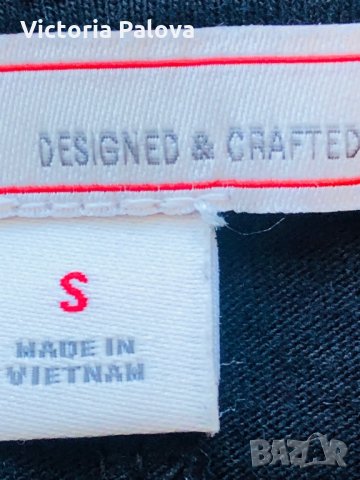 Victoria Palova
DESIGNED & CRAFTED
S
MADE IN
VIETNAM
BAZAR